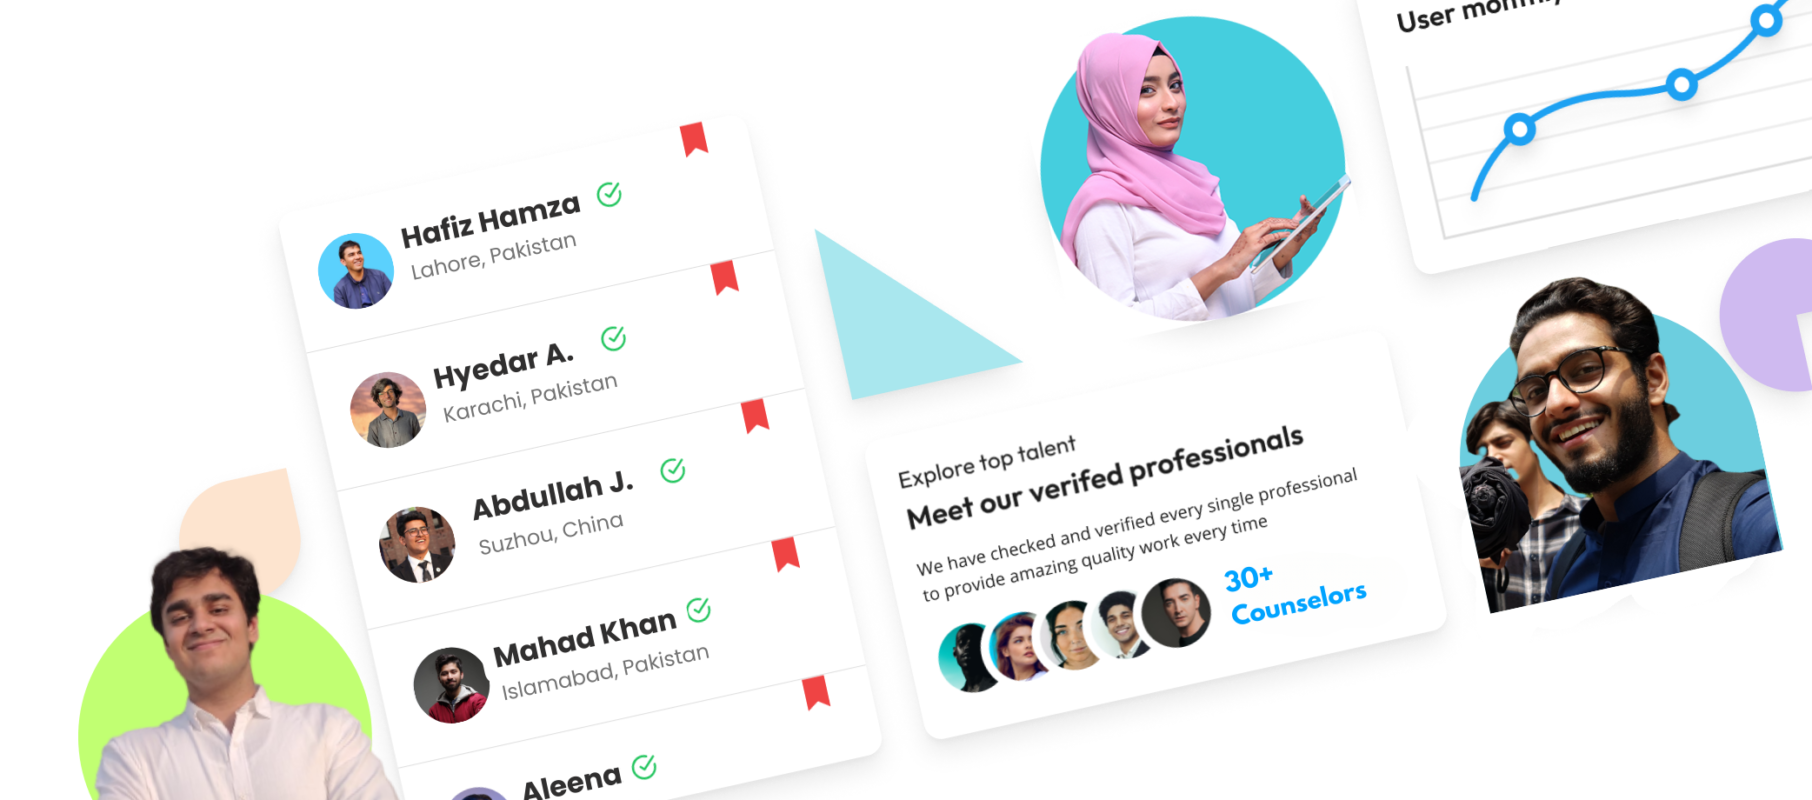 Hafiz Hamza
Lahore, Pakistan
Hyedar A.
Karachi, Pakistan
Abdullah J.
Suzhou, China
Mahad Khan
Islamabad, Pakistan
Aleena
Explore top talent
Meet our verifed professionals
We have checked and verified every single professional
to provide amazing quality work every time
30+
Counselors
User monthly